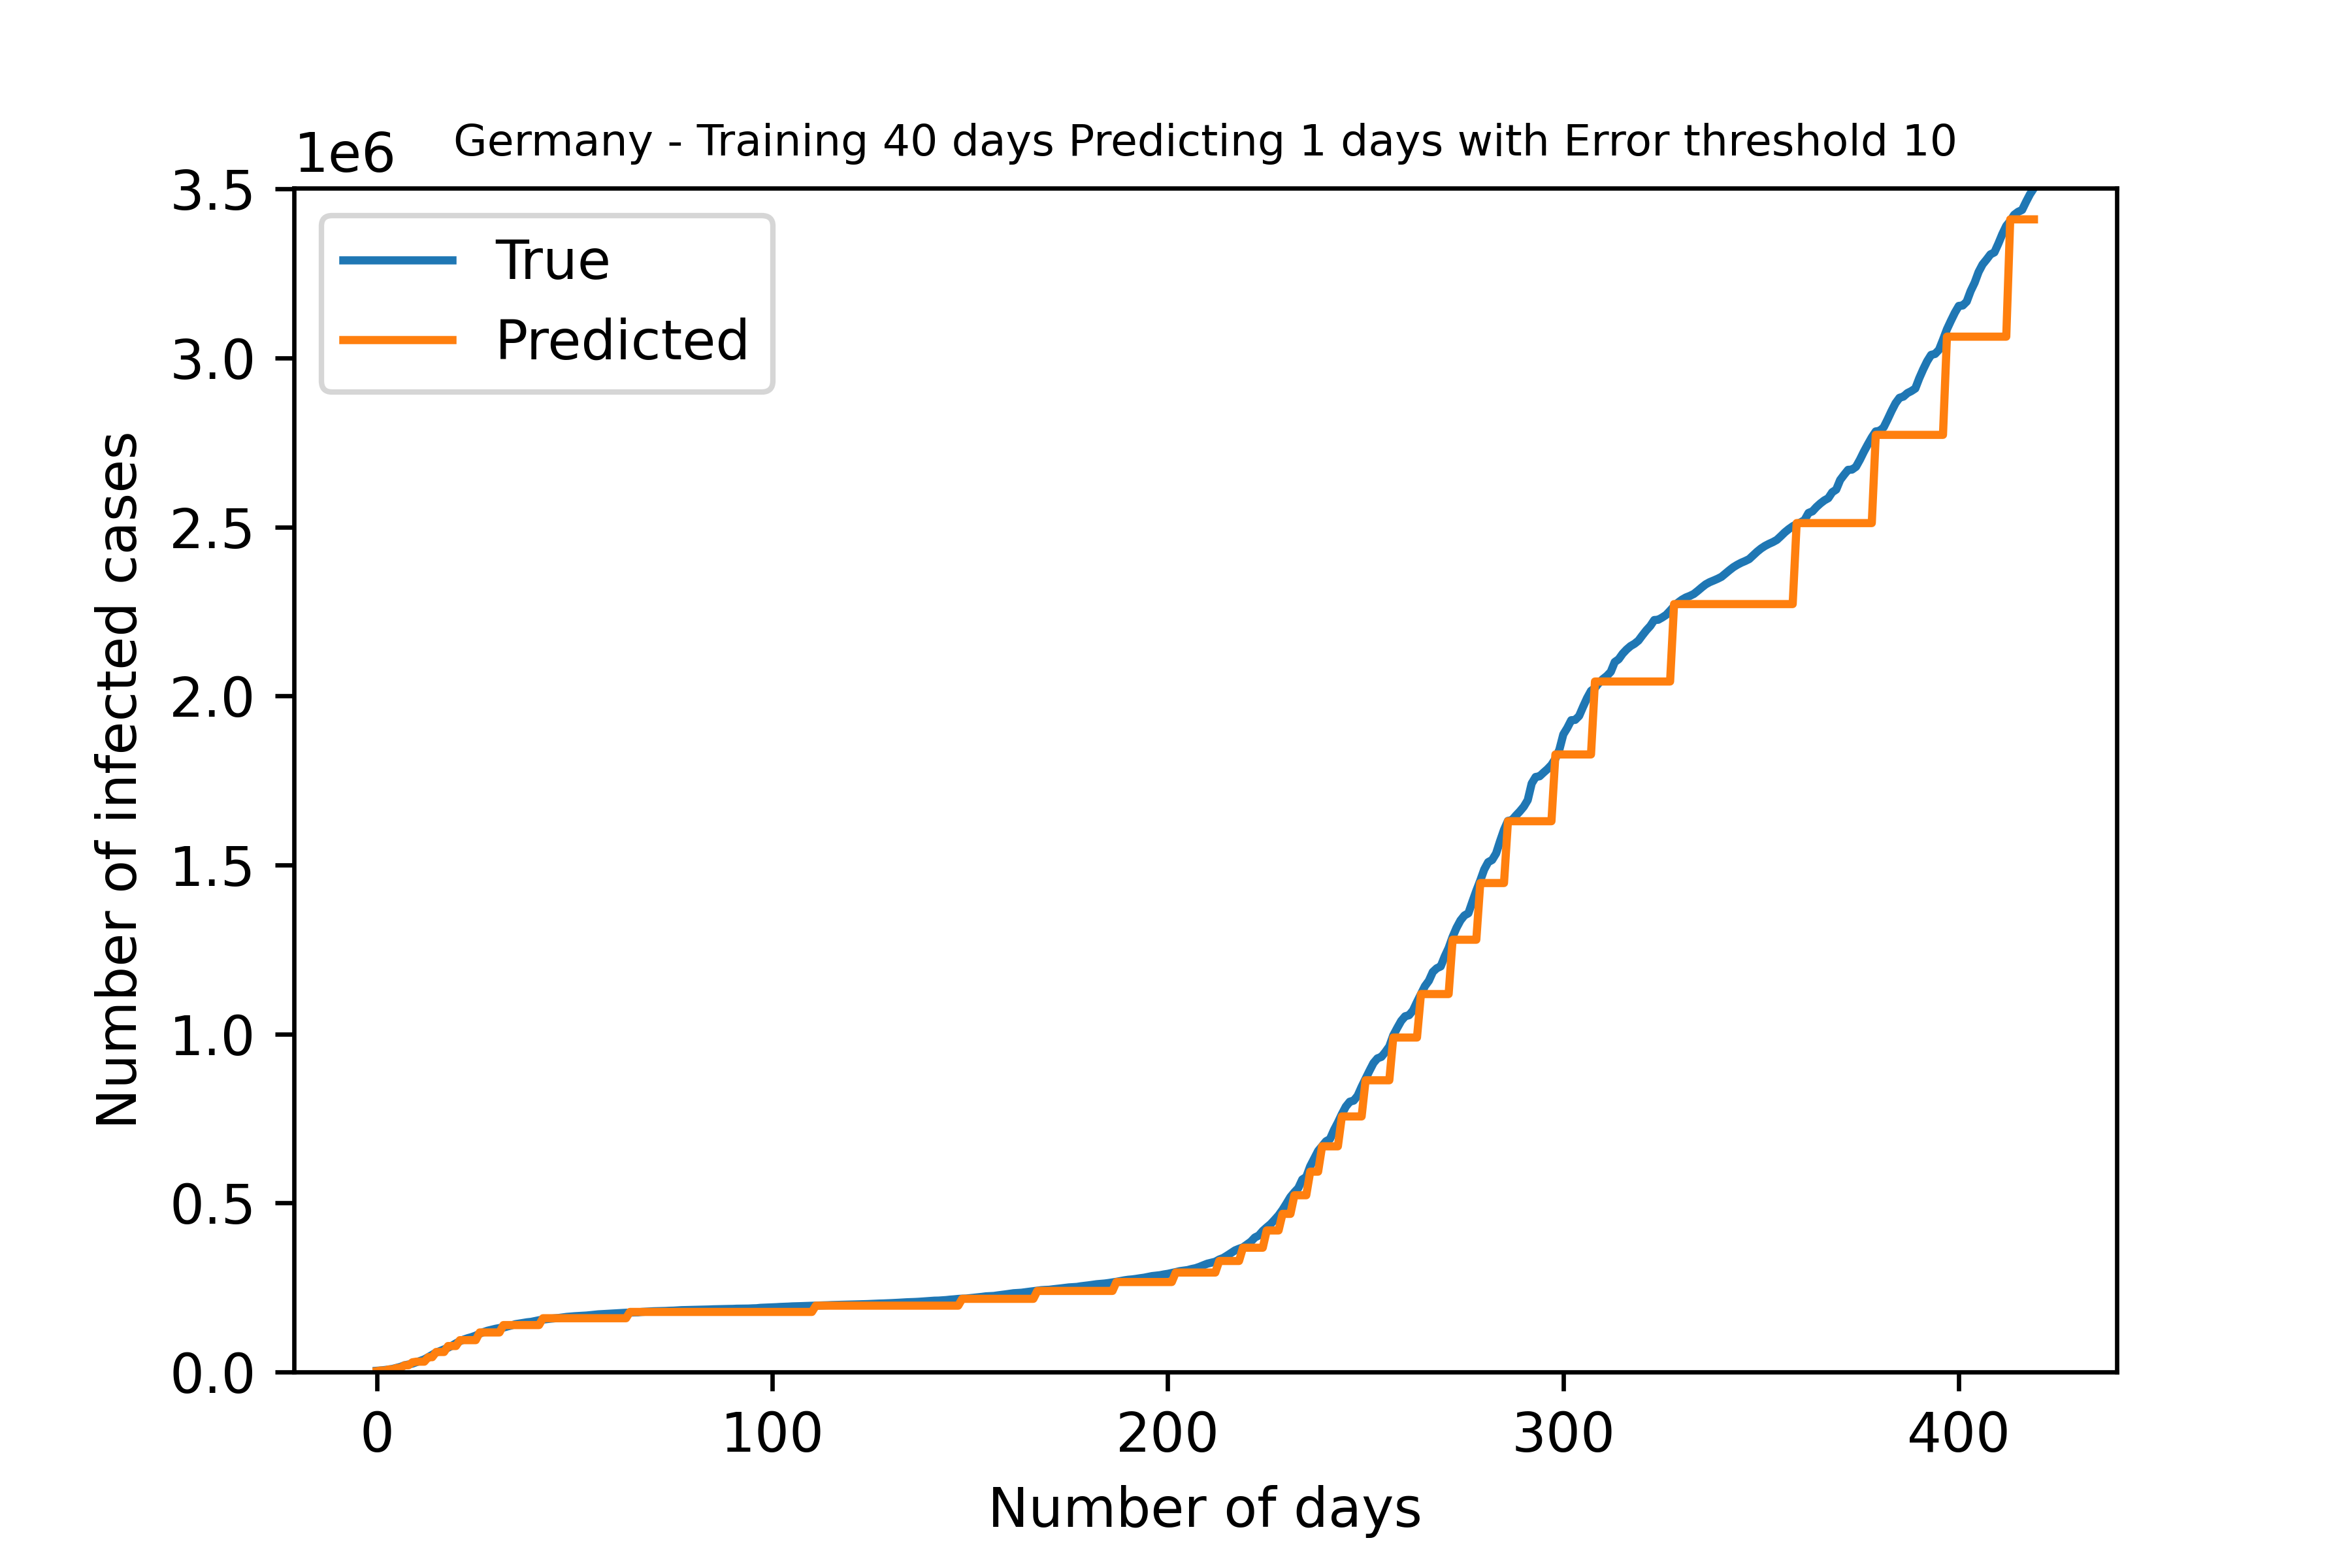 Germany - Training 40 days Predicting 1 days with Error threshold 10
1e6
3.5
3.0
2.5
2.0
1.5
1.0
0.5
0.0
Number of infected cases
True
Predicted
0 100 200 300 400
Number of days